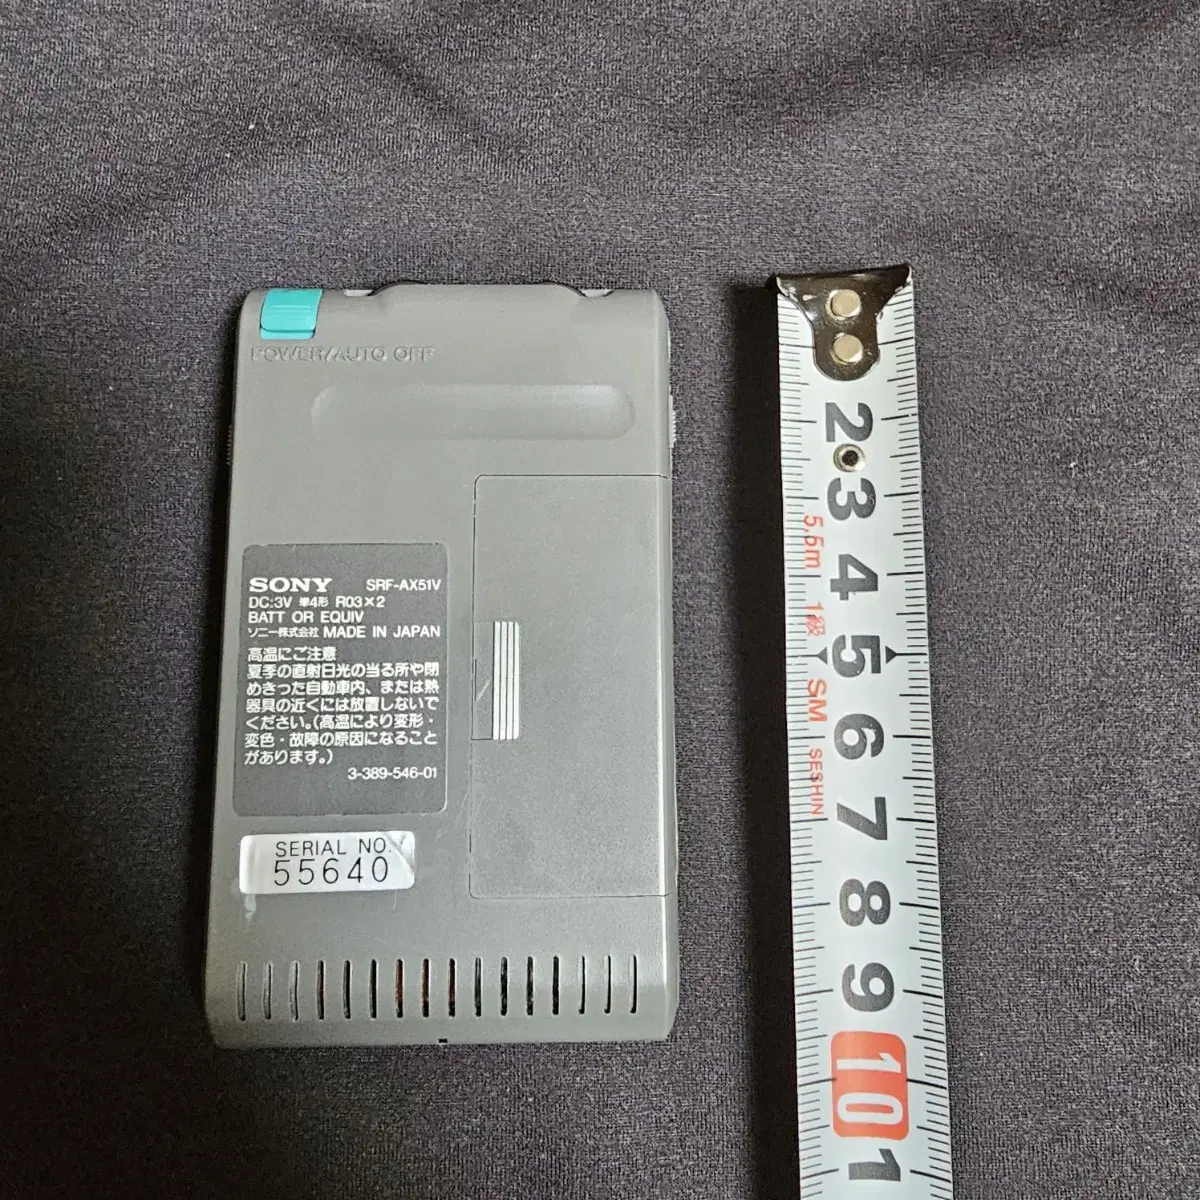 POWER/AUTO OFF
SONY SRF-AX51V
DC:3V 単4形 R03×2
BATT OR EQUIV
ソニー株式会社 MADE IN JAPAN
高温にご注意
夏季の直射日光の当る所や閉
めきった自動車内、または熱
器具の近くには放置しないで
ください。(高温により変形・
変色・故障の原因になること
があります。)
3-389-546-01
SERIAL NO.
55640
2
3
4
5
6
7
8
9
10
1
5,5m 1級 SM SESHIN